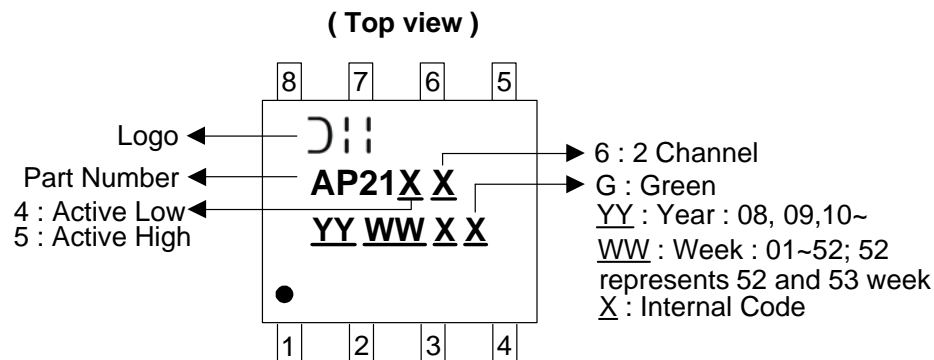 ( Top view )
8 7 6 5
Logo
Part Number
4 : Active Low
5 : Active High
AP21X X
YY WW X X
6 : 2 Channel
G : Green
YY : Year : 08, 09,10~
WW : Week : 01~52; 52
represents 52 and 53 week
X : Internal Code
1 2 3 4